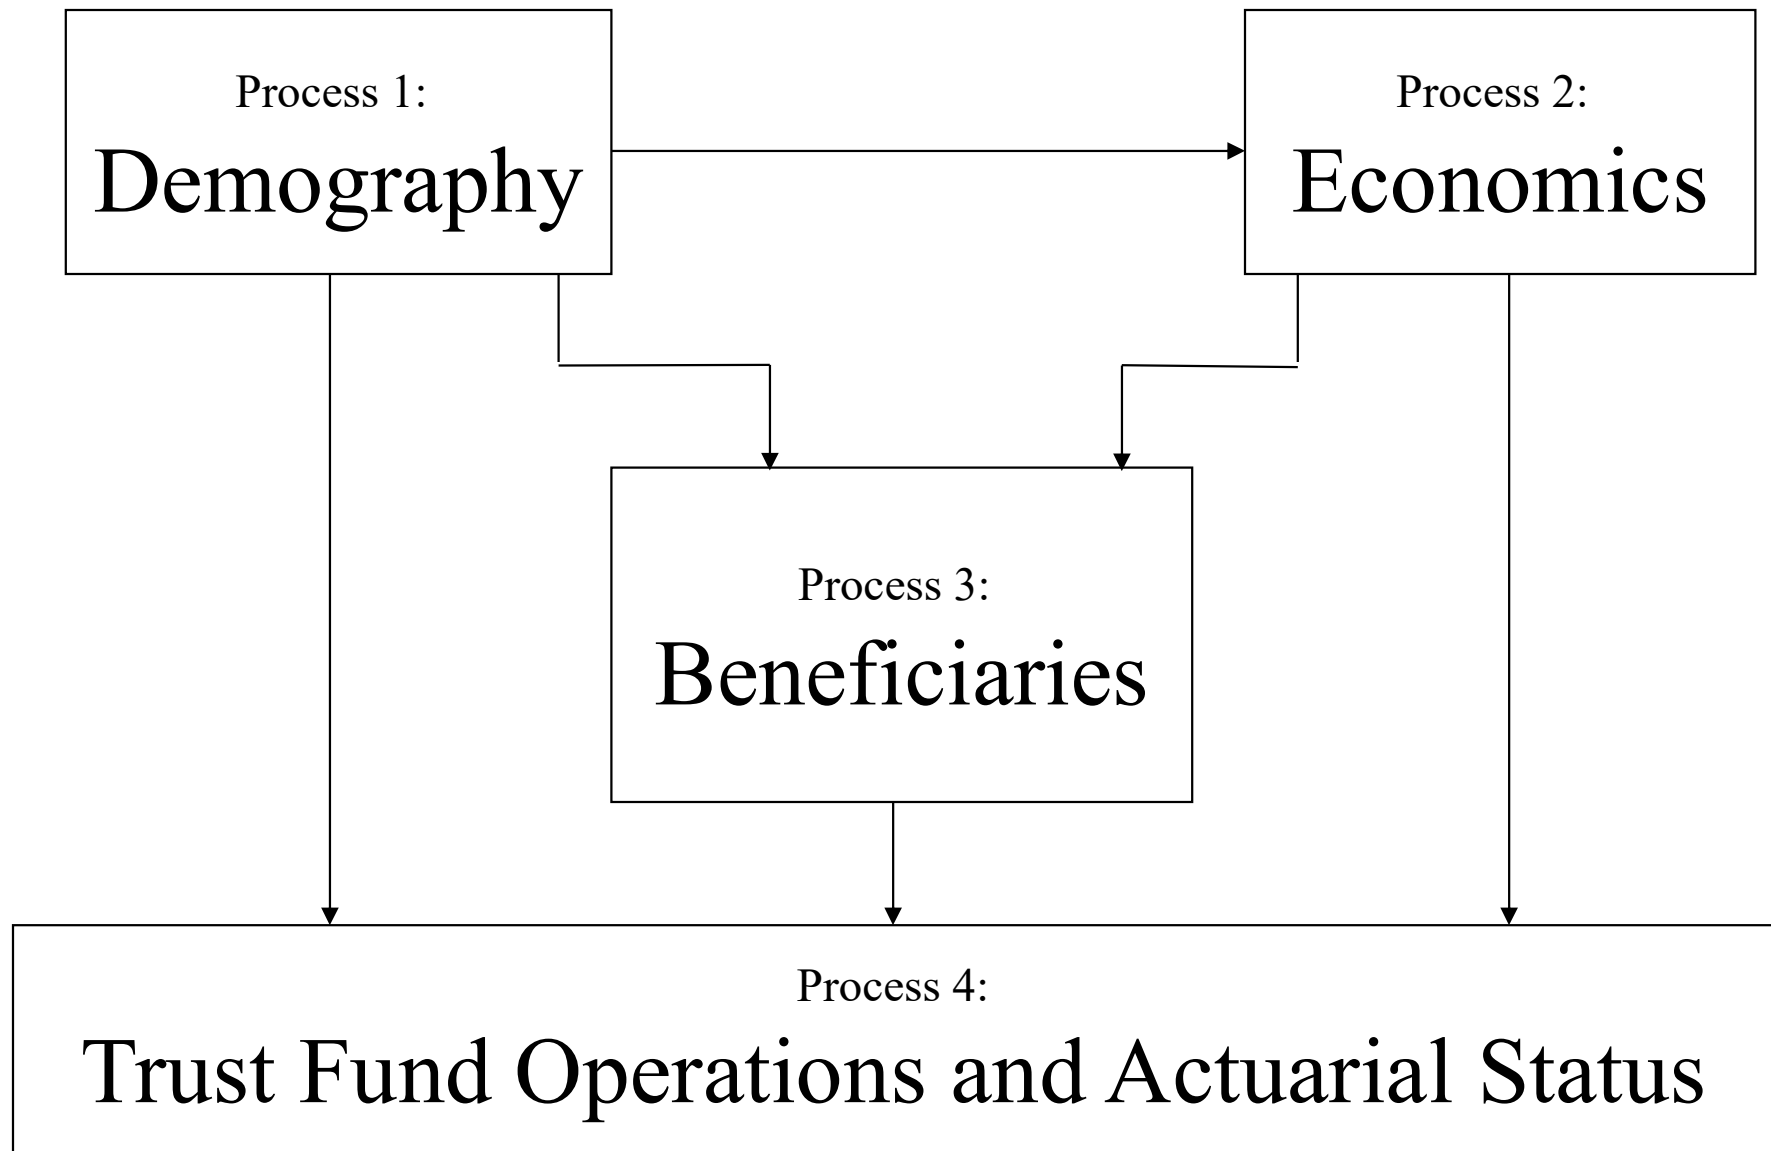 Process 1:
Demography
Process 2:
Economics
Process 3:
Beneficiaries
Process 4:
Trust Fund Operations and Actuarial Status